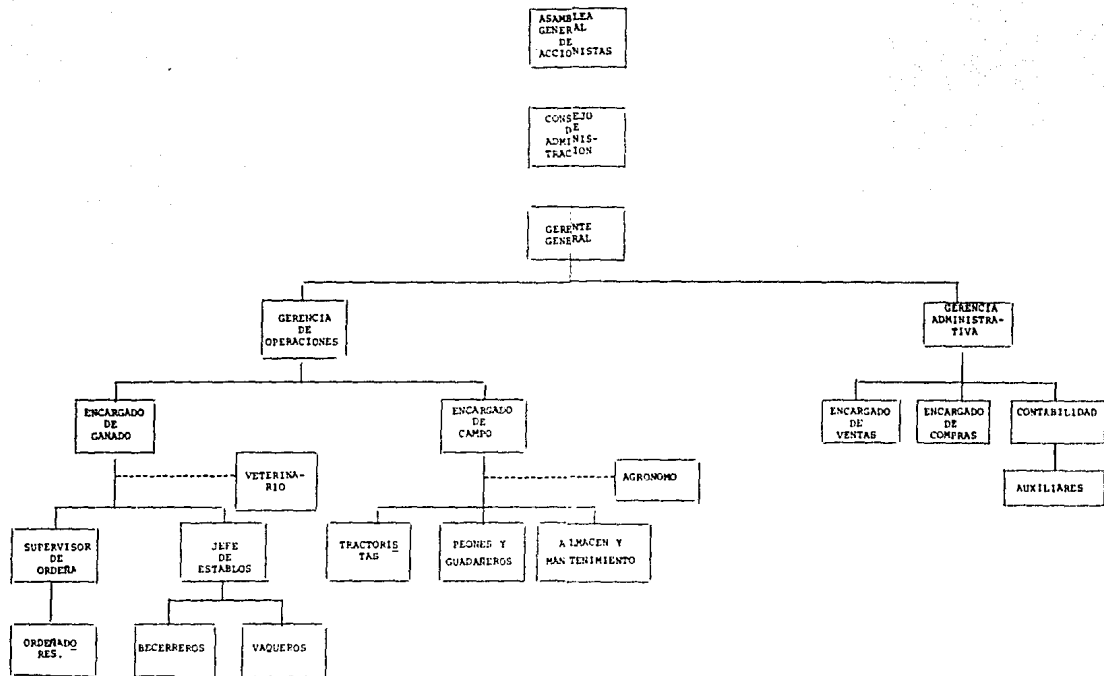 ASAMBLEA
GENERAL
DE
ACCIONISTAS
CONSEJO
DE
ADMINIS-
TRACION
GERENTE
GENERAL
GERENCIA
DE
OPERACIONES
GERENCIA
ADMINISTRA-
TIVA
ENCARGADO
DE
GANADO
ENCARGADO
DE
CAMPO
ENCARGADO
DE
VENTAS
ENCARGADO
DE
COMPRAS
CONTABILIDAD
VETERINA-
RIO
AGRONOMO
AUXILIARES
SUPERVISOR
DE
ORDEÑA
JEFE
DE
ESTABLOS
TRACTORIS
TAS
PEONES Y
GUADAÑEROS
ALMACEN Y
MANTENIMIENTO
ORDEÑADO
RES.
BECERREROS
VAQUEROS